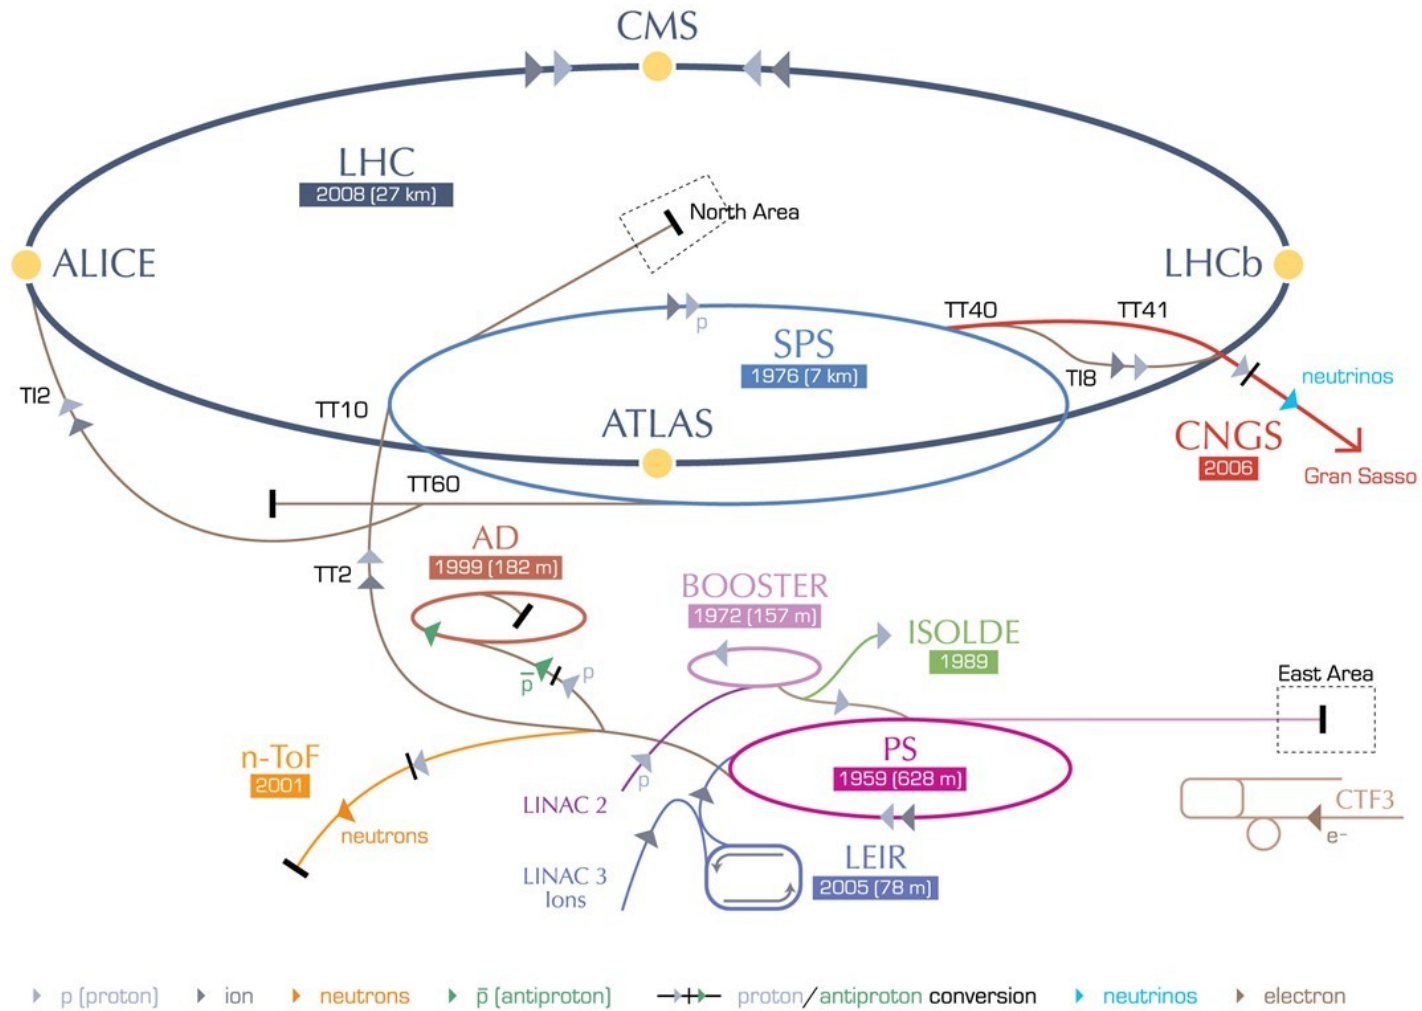 CMS
LHC
2008 (27 km)
North Area
ALICE
LHCb
TT40
TT41
p
SPS
1976 (7 km)
TI8
neutrinos
TI2
TT10
ATLAS
CNGS
2006
Gran Sasso
TT60
AD
1999 (182 m)
TT2
BOOSTER
1972 (157 m)
ISOLDE
1989
p̅
p
East Area
n-ToF
2001
PS
1959 (628 m)
p
LINAC 2
CTF3
neutrons
e-
LEIR
2005 (78 m)
LINAC 3
Ions
p (proton)
ion
neutrons
p̅ (antiproton)
proton/antiproton conversion
neutrinos
electron